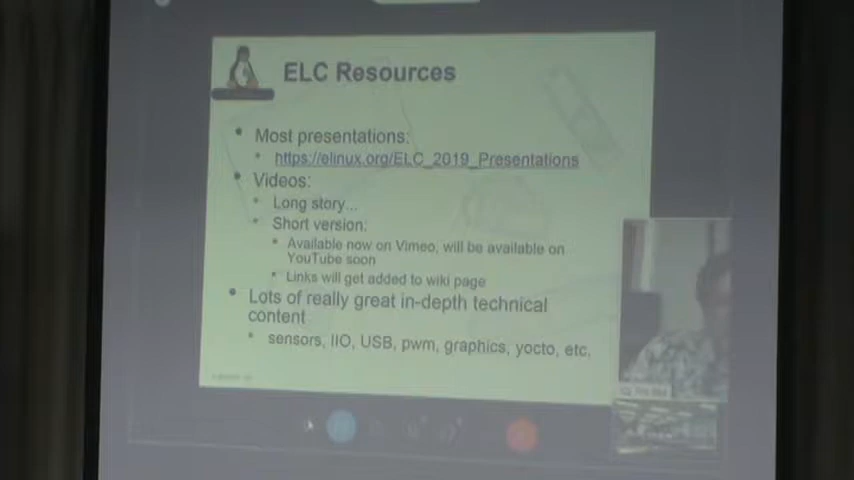 ELC Resources
Most presentations:
https://elinux.org/ELC_2019_Presentations
Videos:
Long story...
Short version:
Available now on Vimeo, will be available on
YouTube soon
Links will get added to wiki page
Lots of really great in-depth technical
content
sensors, IIO, USB, pwm, graphics, yocto, etc,